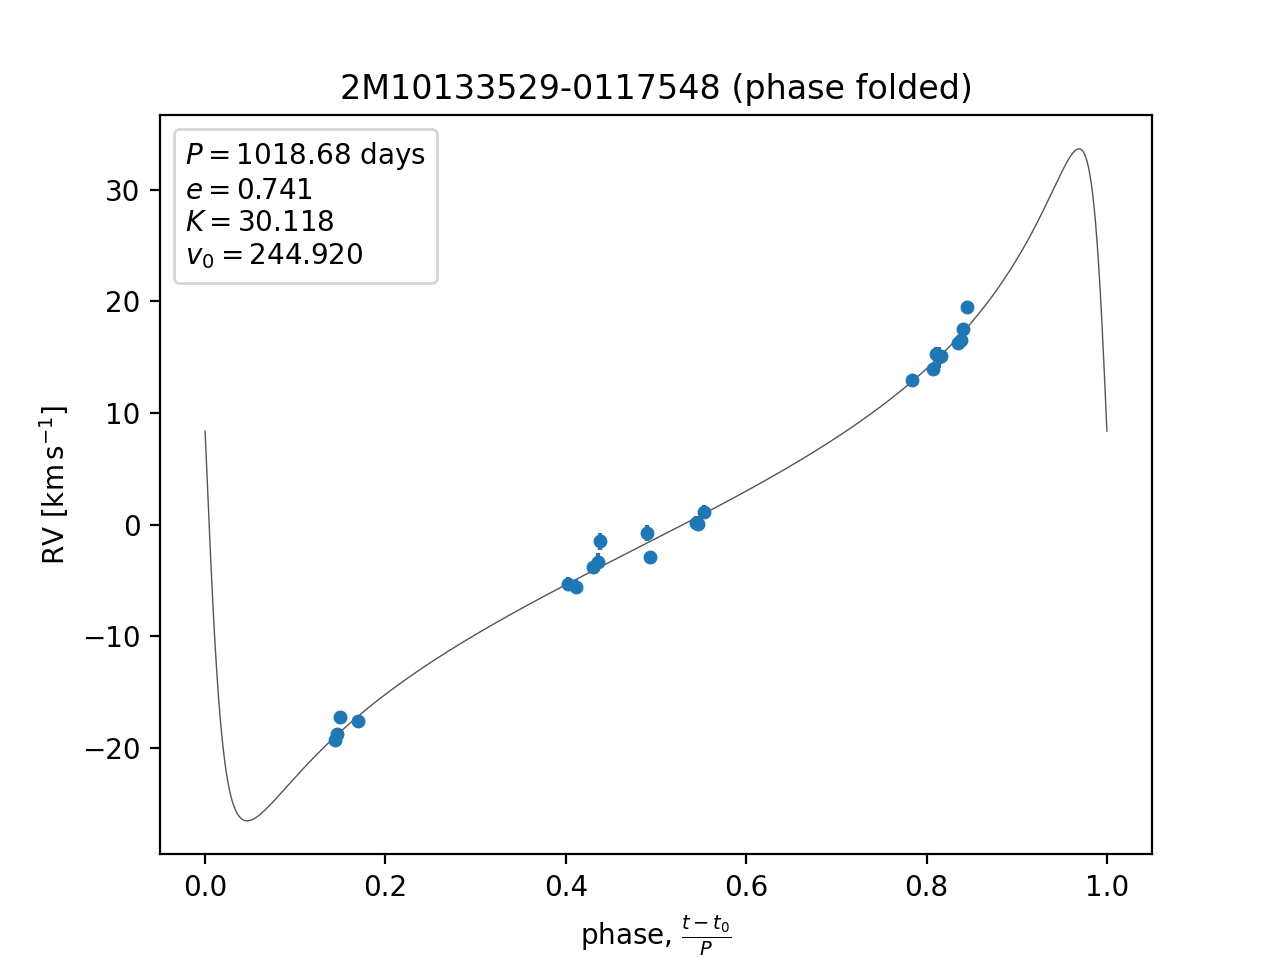 2M10133529-0117548 (phase folded)
P = 1018.68 days
e = 0.741
K = 30.118
v₀ = 244.920
30
20
10
0
−10
−20
RV [km s⁻¹]
0.0 0.2 0.4 0.6 0.8 1.0
phase, (t − t₀)/P